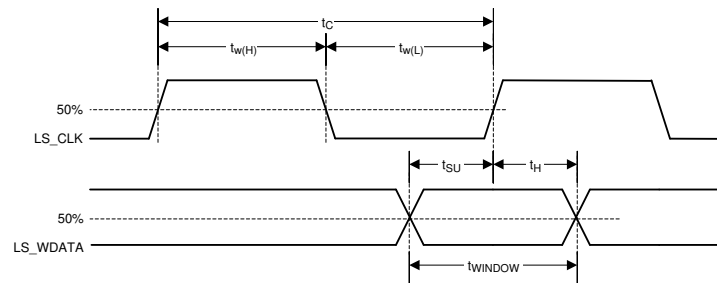 tC
tw(H)
tw(L)
50%
LS_CLK
tSU
tH
50%
LS_WDATA
tWINDOW